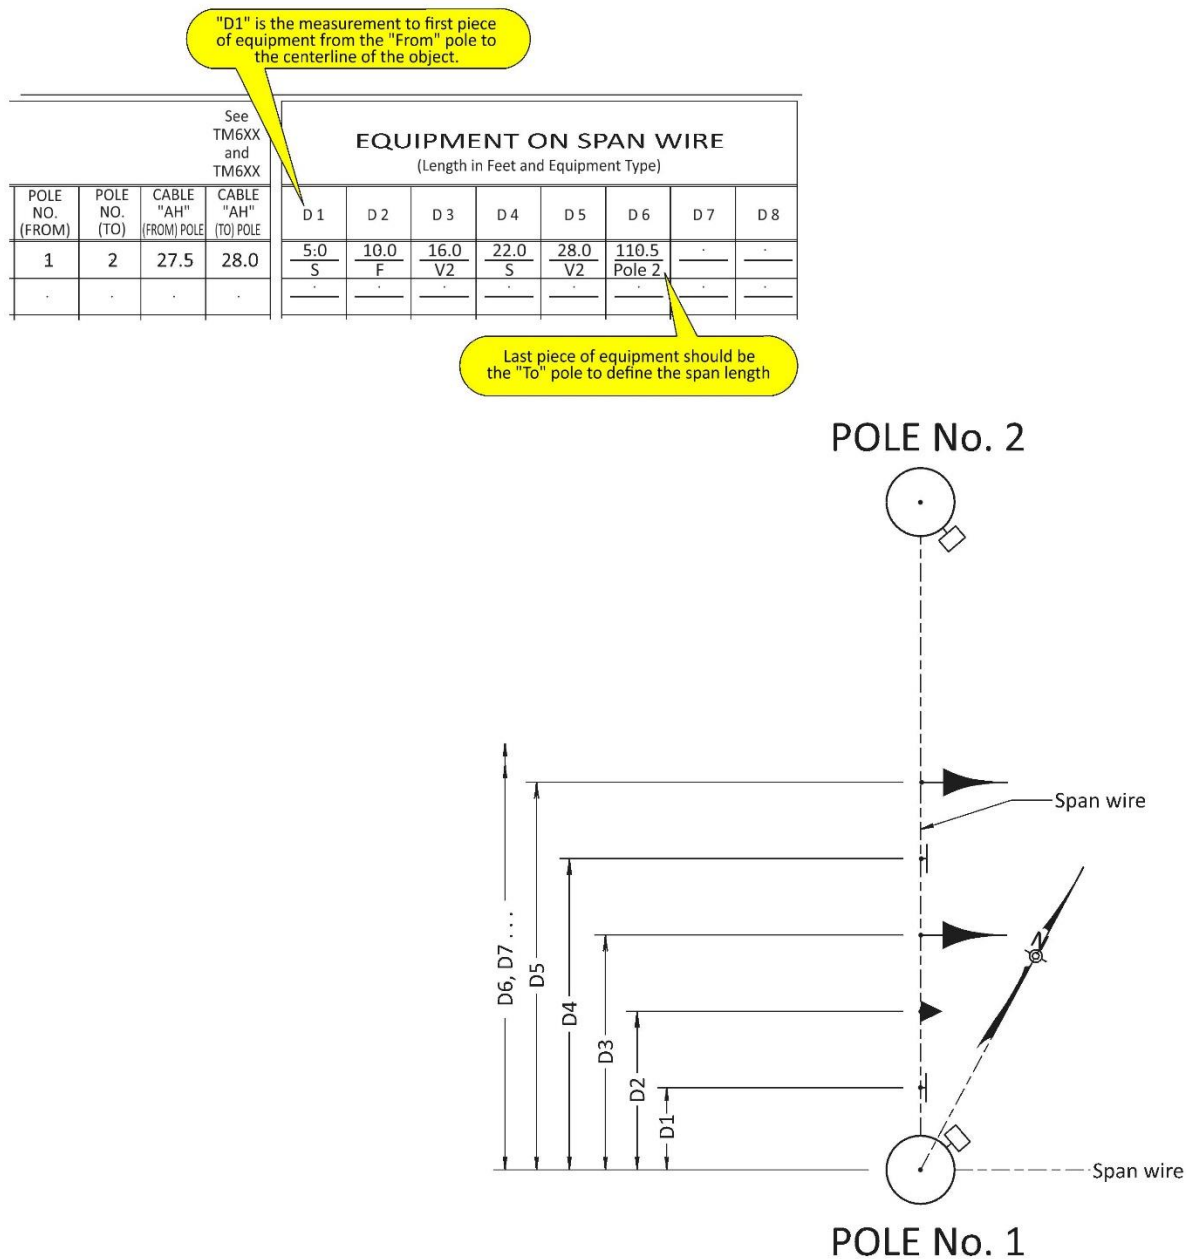 "D1" is the measurement to first piece
of equipment from the "From" pole to
the centerline of the object.
See
TM6XX
and
TM6XX
EQUIPMENT ON SPAN WIRE
(Length in Feet and Equipment Type)
POLE NO. (FROM)
POLE NO. (TO)
CABLE "AH" (FROM) POLE
CABLE "AH" (TO) POLE
D 1
D 2
D 3
D 4
D 5
D 6
D 7
D 8
1
2
27.5
28.0
5.0
S
10.0
F
16.0
V2
22.0
S
28.0
V2
110.5
Pole 2
Last piece of equipment should be
the "To" pole to define the span length
POLE No. 2
Span wire
D6, D7 . . .
D5
D4
D3
D2
D1
N
Span wire
POLE No. 1